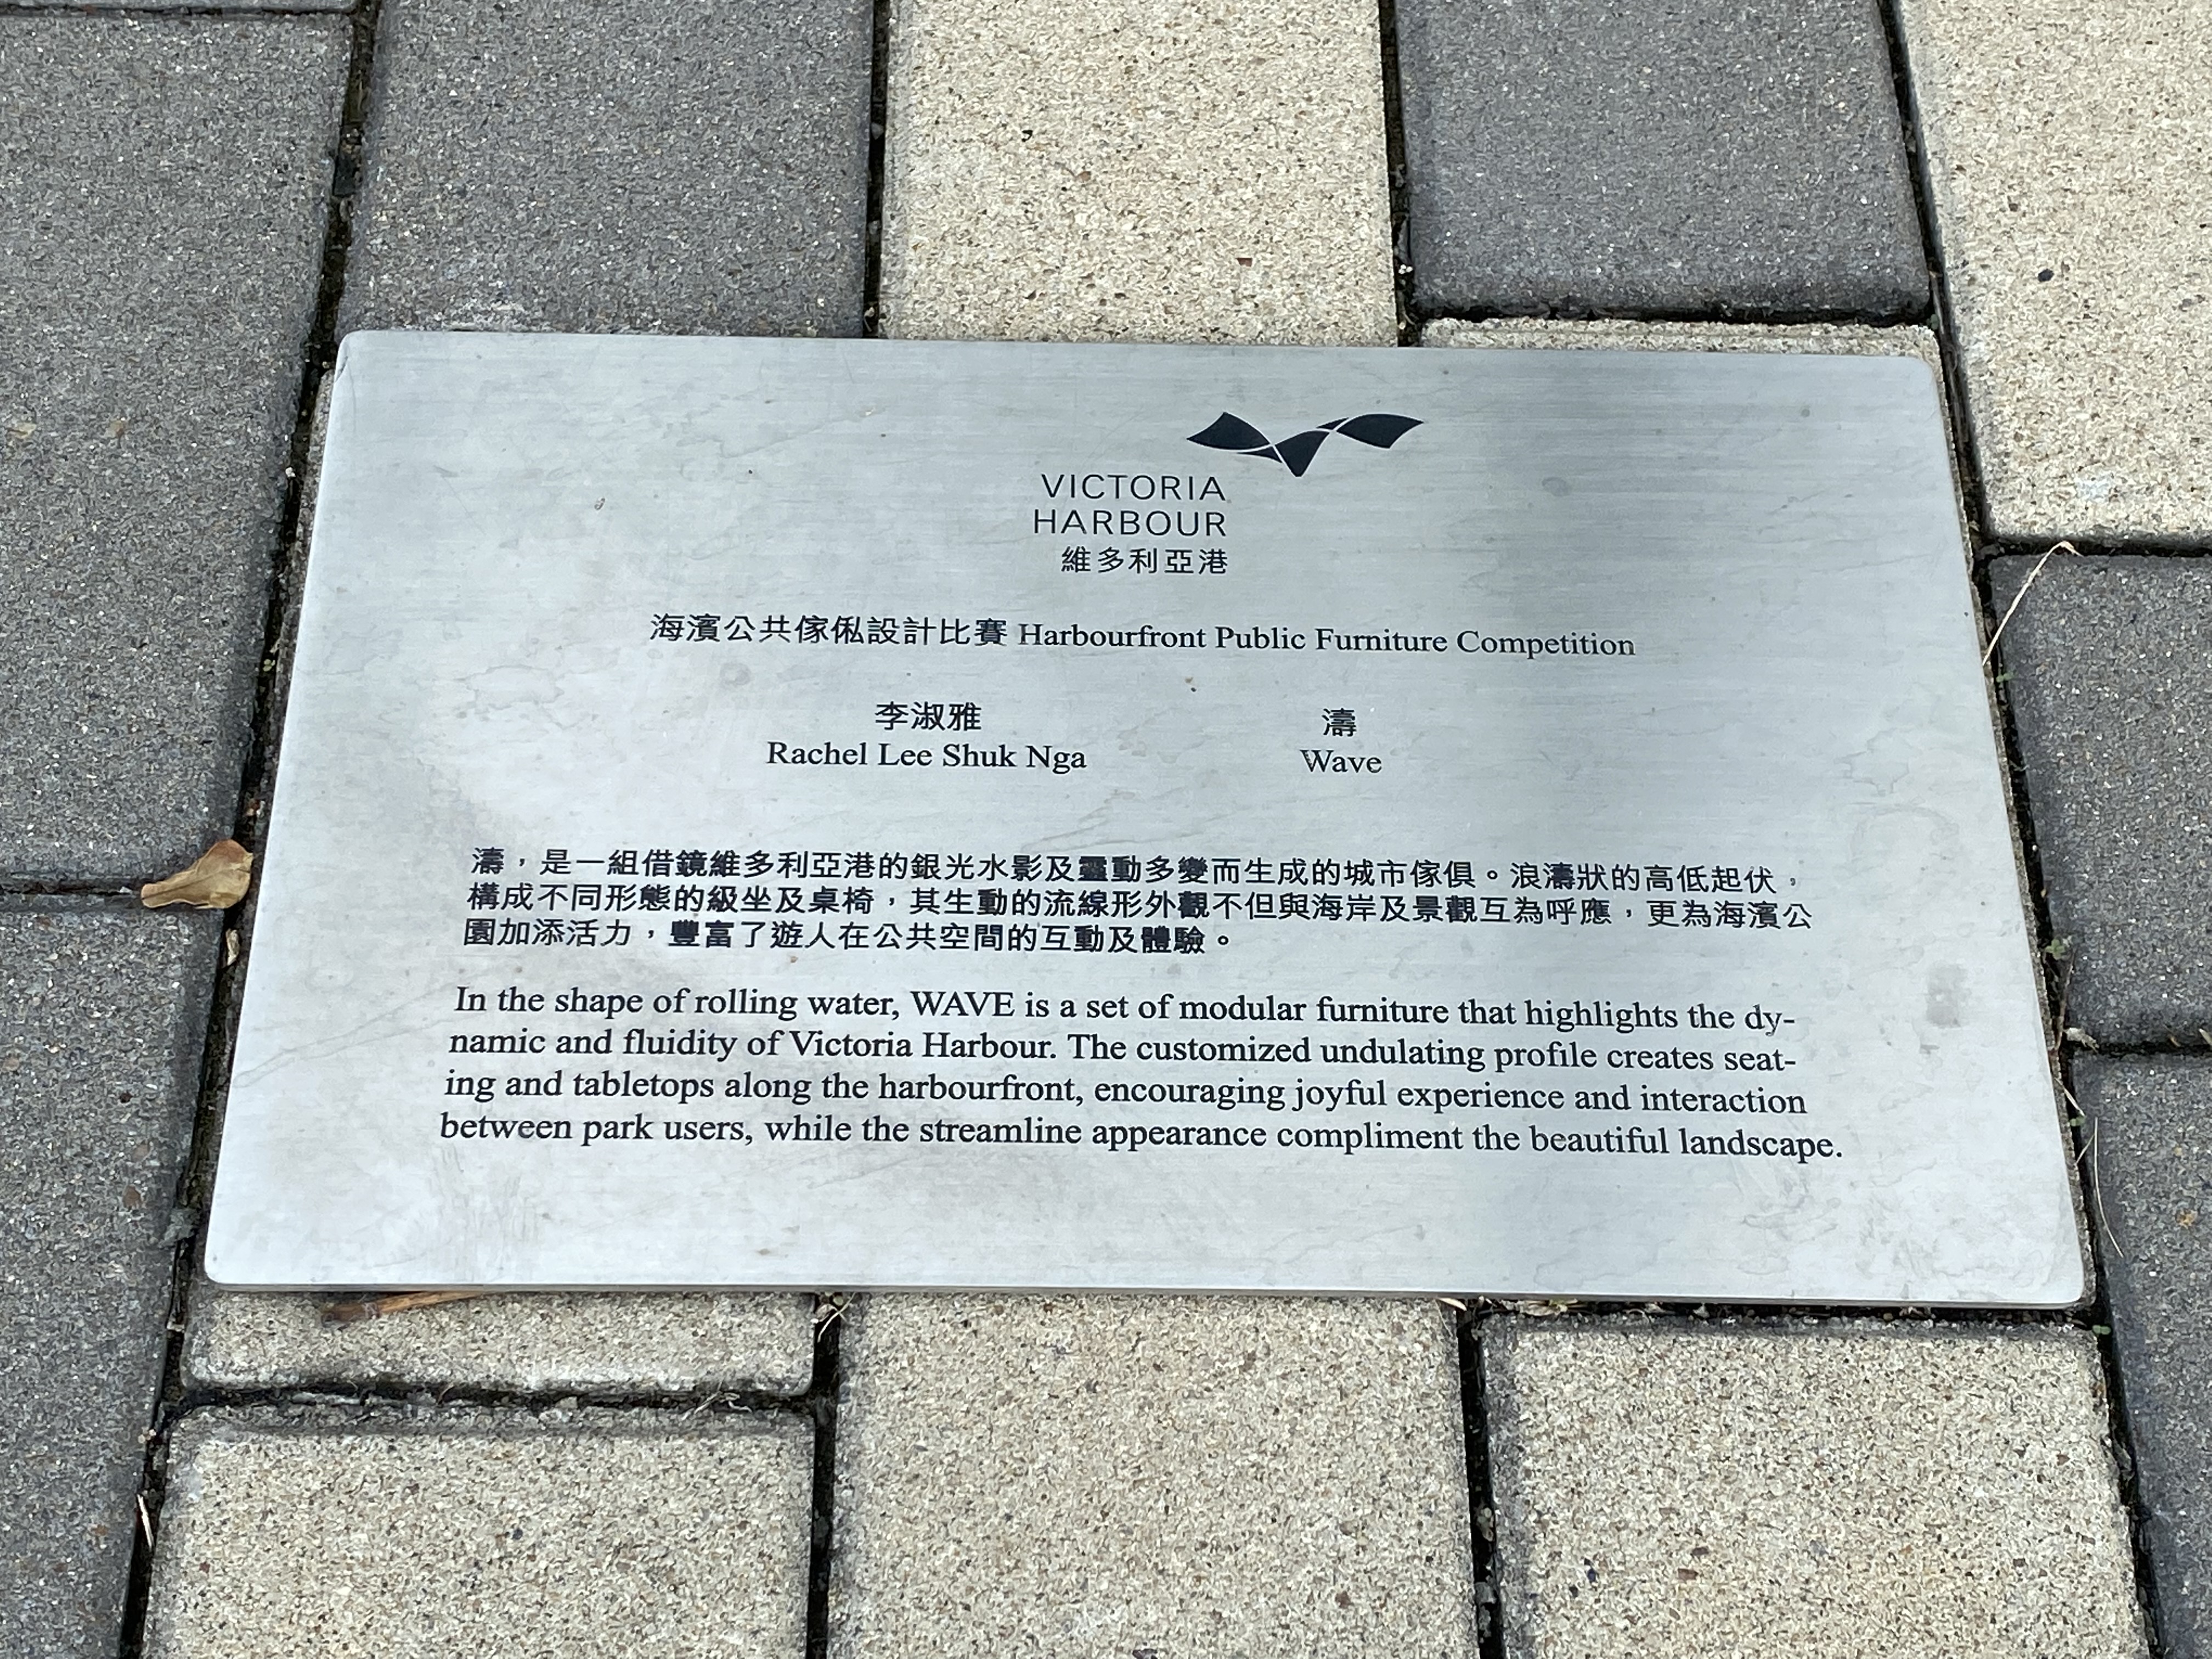 VICTORIA
HARBOUR
維多利亞港
海濱公共傢俬設計比賽 Harbourfront Public Furniture Competition
李淑雅
Rachel Lee Shuk Nga
濤
Wave
濤，是一組借鏡維多利亞港的銀光水影及靈動多變而生成的城市傢俱。浪濤狀的高低起伏，
構成不同形態的級坐及桌椅，其生動的流線形外觀不但與海岸及景觀互為呼應，更為海濱公
園加添活力，豐富了遊人在公共空間的互動及體驗。
In the shape of rolling water, WAVE is a set of modular furniture that highlights the dy-
namic and fluidity of Victoria Harbour. The customized undulating profile creates seat-
ing and tabletops along the harbourfront, encouraging joyful experience and interaction
between park users, while the streamline appearance compliment the beautiful landscape.